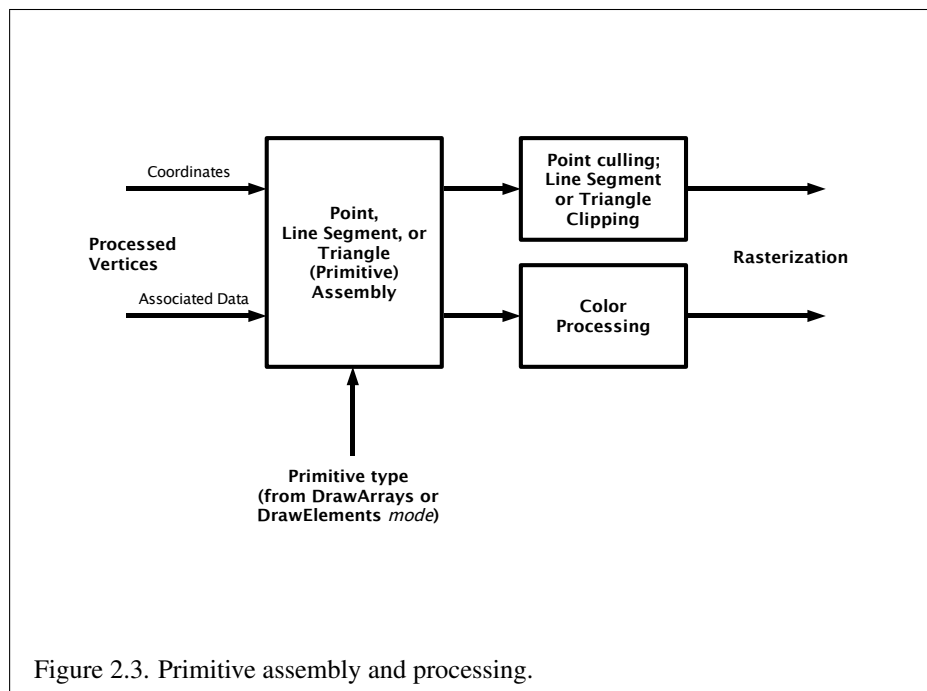 Coordinates
Processed
Vertices
Associated Data
Point,
Line Segment, or
Triangle
(Primitive)
Assembly
Point culling;
Line Segment
or Triangle
Clipping
Color
Processing
Rasterization
Primitive type
(from DrawArrays or
DrawElements mode)
Figure 2.3. Primitive assembly and processing.